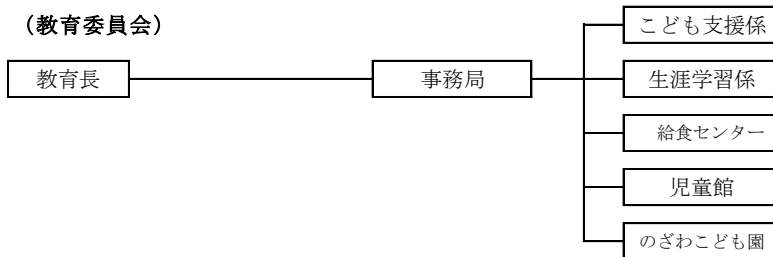 （教育委員会）
こども支援係
教育長
事務局
生涯学習係
給食センター
児童館
のざわこども園